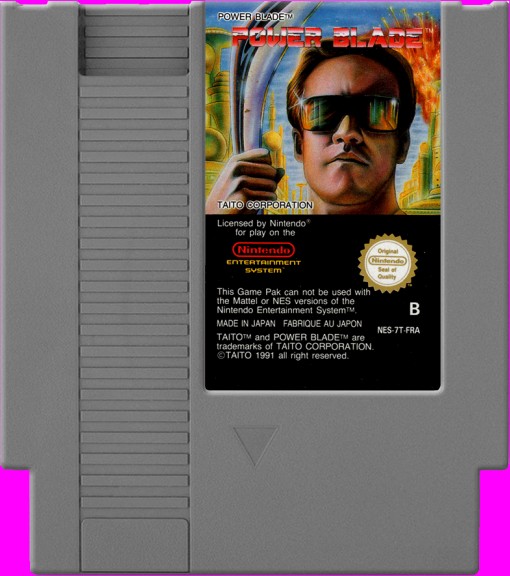 POWER BLADE™
POWER BLADE™
TAITO CORPORATION
Licensed by Nintendo®
for play on the
Nintendo
ENTERTAINMENT
SYSTEM™
Original
Nintendo
Seal of
Quality
This Game Pak can not be used with
the Mattel or NES versions of the
Nintendo Entertainment System™.
B
MADE IN JAPAN FABRIQUE AU JAPON
NES-7T-FRA
TAITO™ and POWER BLADE™ are
trademarks of TAITO CORPORATION.
©TAITO 1991 all right reserved.